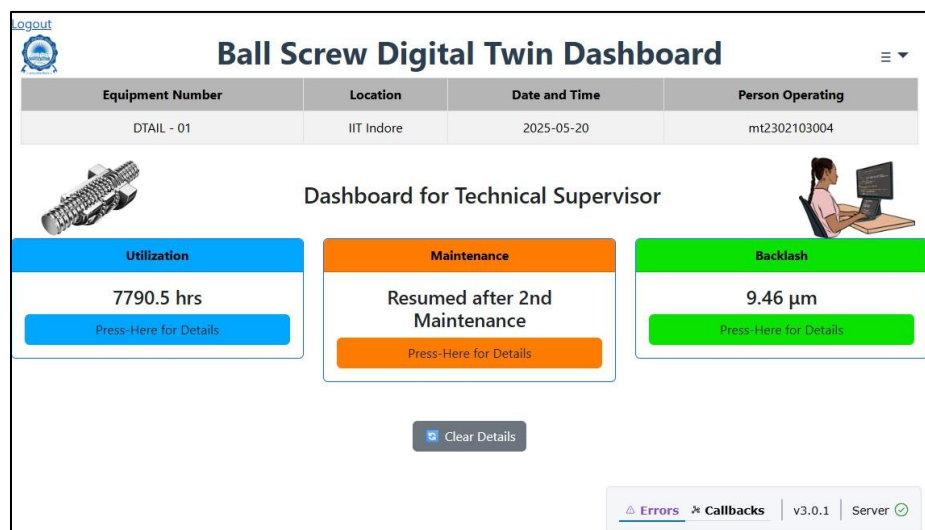 Logout
Ball Screw Digital Twin Dashboard
Equipment Number Location Date and Time Person Operating
DTAIL - 01 IIT Indore 2025-05-20 mt2302103004
Dashboard for Technical Supervisor
Utilization Maintenance Backlash
7790.5 hrs Resumed after 2nd 9.46 μm
Maintenance
Press-Here for Details Press-Here for Details
Press-Here for Details
Clear Details
Errors Callbacks v3.0.1 Server